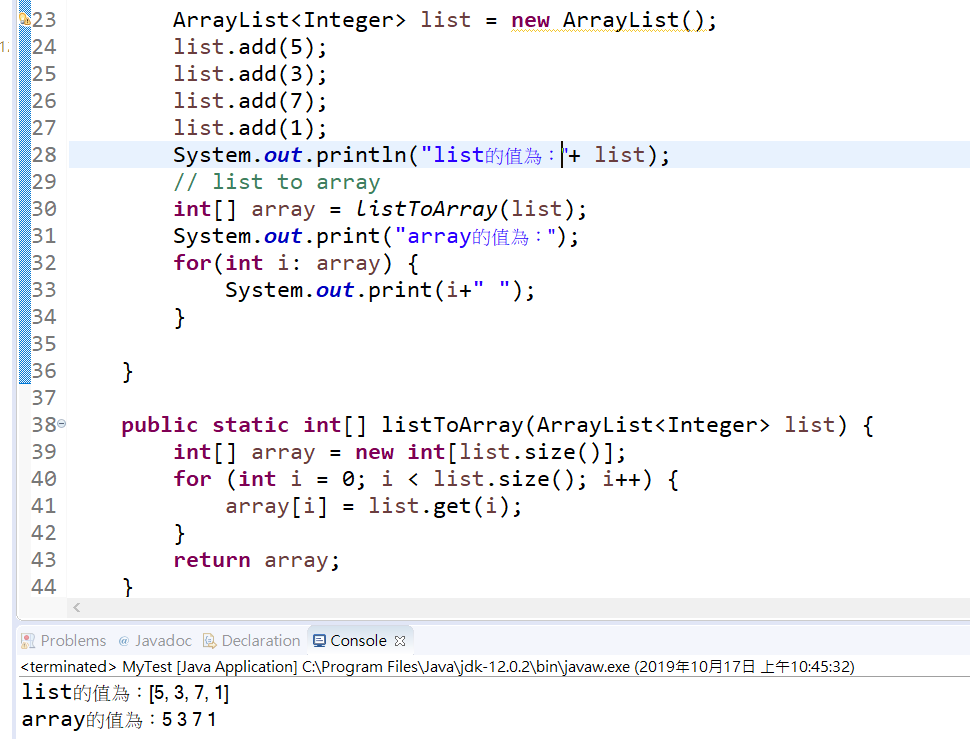 23 ArrayList<Integer> list = new ArrayList();
24 list.add(5);
25 list.add(3);
26 list.add(7);
27 list.add(1);
28 System.out.println("list的值為："+ list);
29 // list to array
30 int[] array = listToArray(list);
31 System.out.print("array的值為：");
32 for(int i: array) {
33 System.out.print(i+" ");
34 }
35
36 }
37
38 public static int[] listToArray(ArrayList<Integer> list) {
39 int[] array = new int[list.size()];
40 for (int i = 0; i < list.size(); i++) {
41 array[i] = list.get(i);
42 }
43 return array;
44 }
Problems @ Javadoc Declaration Console
<terminated> MyTest [Java Application] C:\Program Files\Java\jdk-12.0.2\bin\javaw.exe (2019年10月17日 上午10:45:32)
list的值為：[5, 3, 7, 1]
array的值為：5 3 7 1